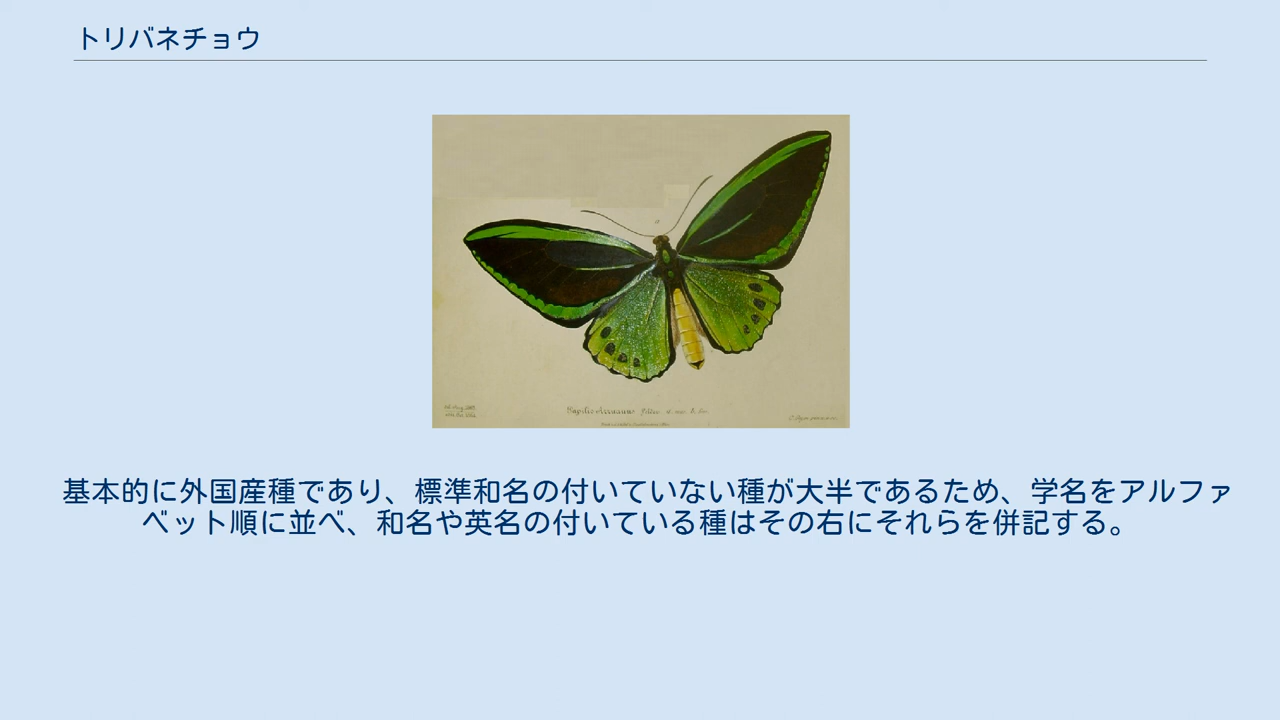 トリバネチョウ
基本的に外国産種であり、標準和名の付いていない種が大半であるため、学名をアルファ
ベット順に並べ、和名や英名の付いている種はその右にそれらを併記する。